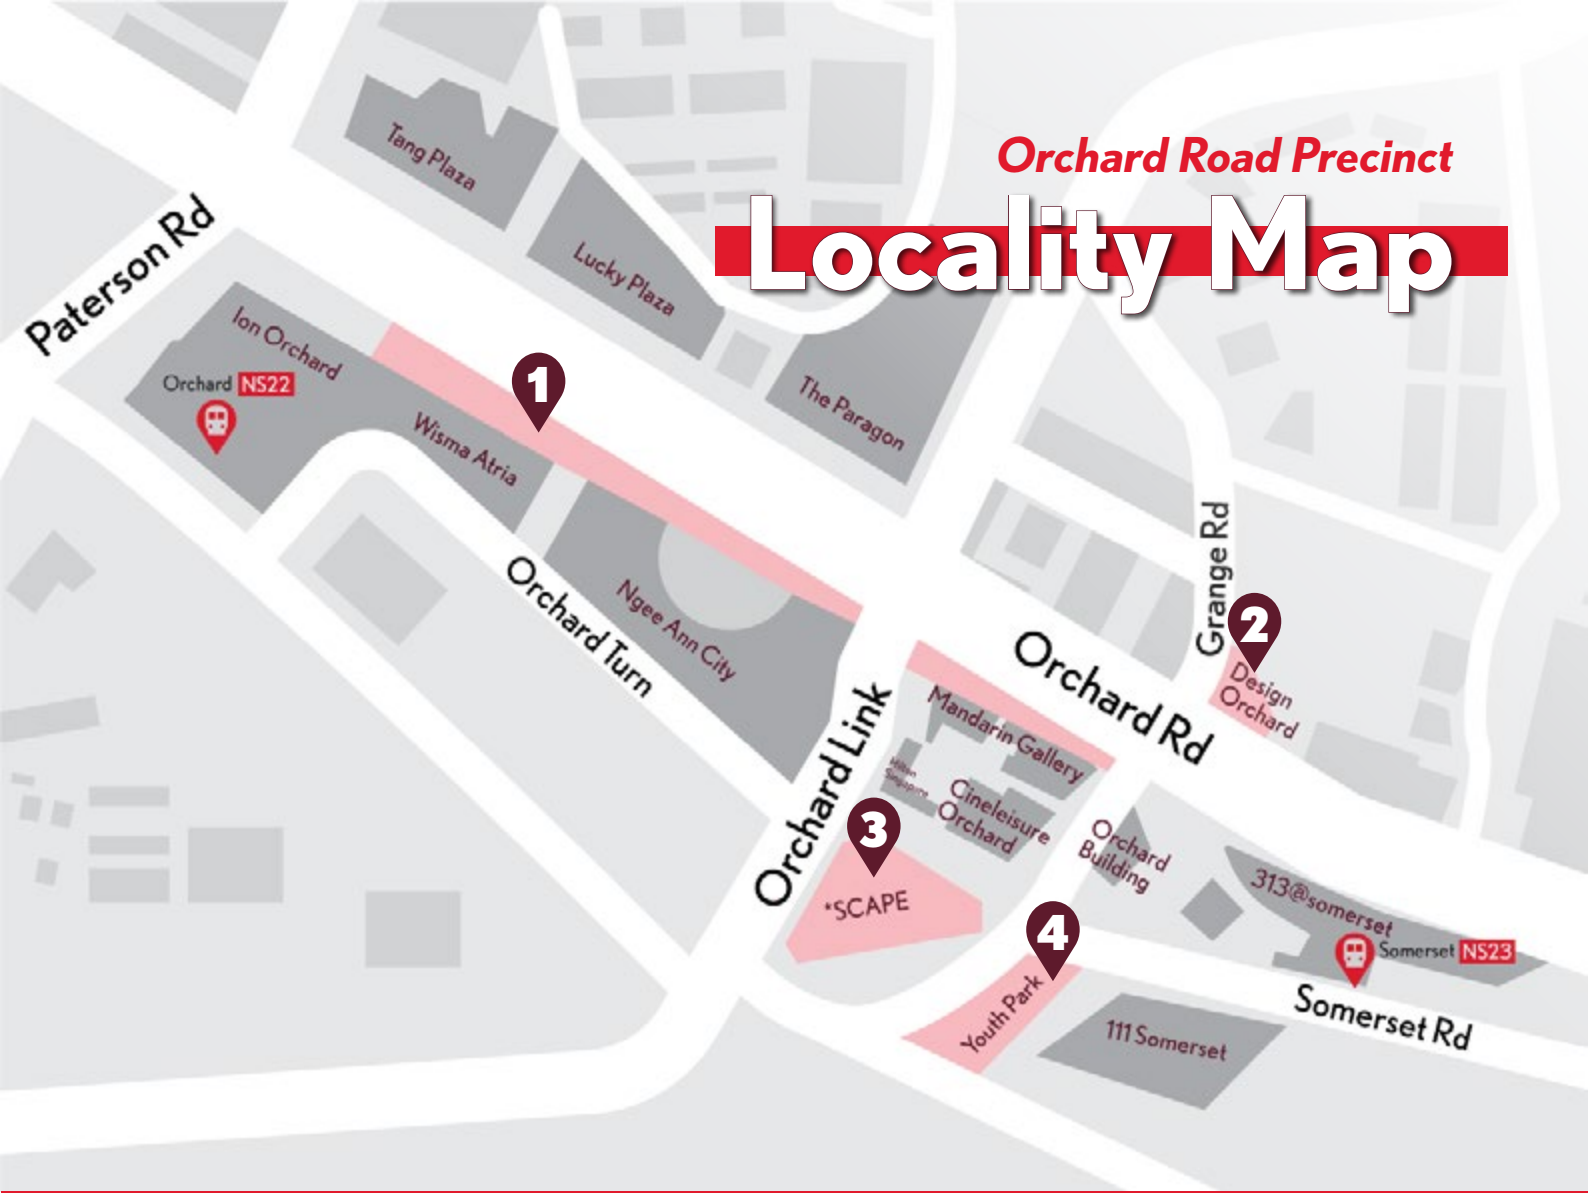 Orchard Road Precinct
Locality Map
Tang Plaza
Paterson Rd
Lucky Plaza
Ion Orchard
Orchard NS22
1
Wisma Atria
The Paragon
Grange Rd
Orchard Turn
Ngee Ann City
2
Design
Orchard
Orchard Rd
Orchard Link
Mandarin Gallery
Hilton
Singapore
Cineleisure
Orchard
3
*SCAPE
Orchard
Building
313@somerset
4
Somerset NS23
Youth Park
Somerset Rd
111 Somerset